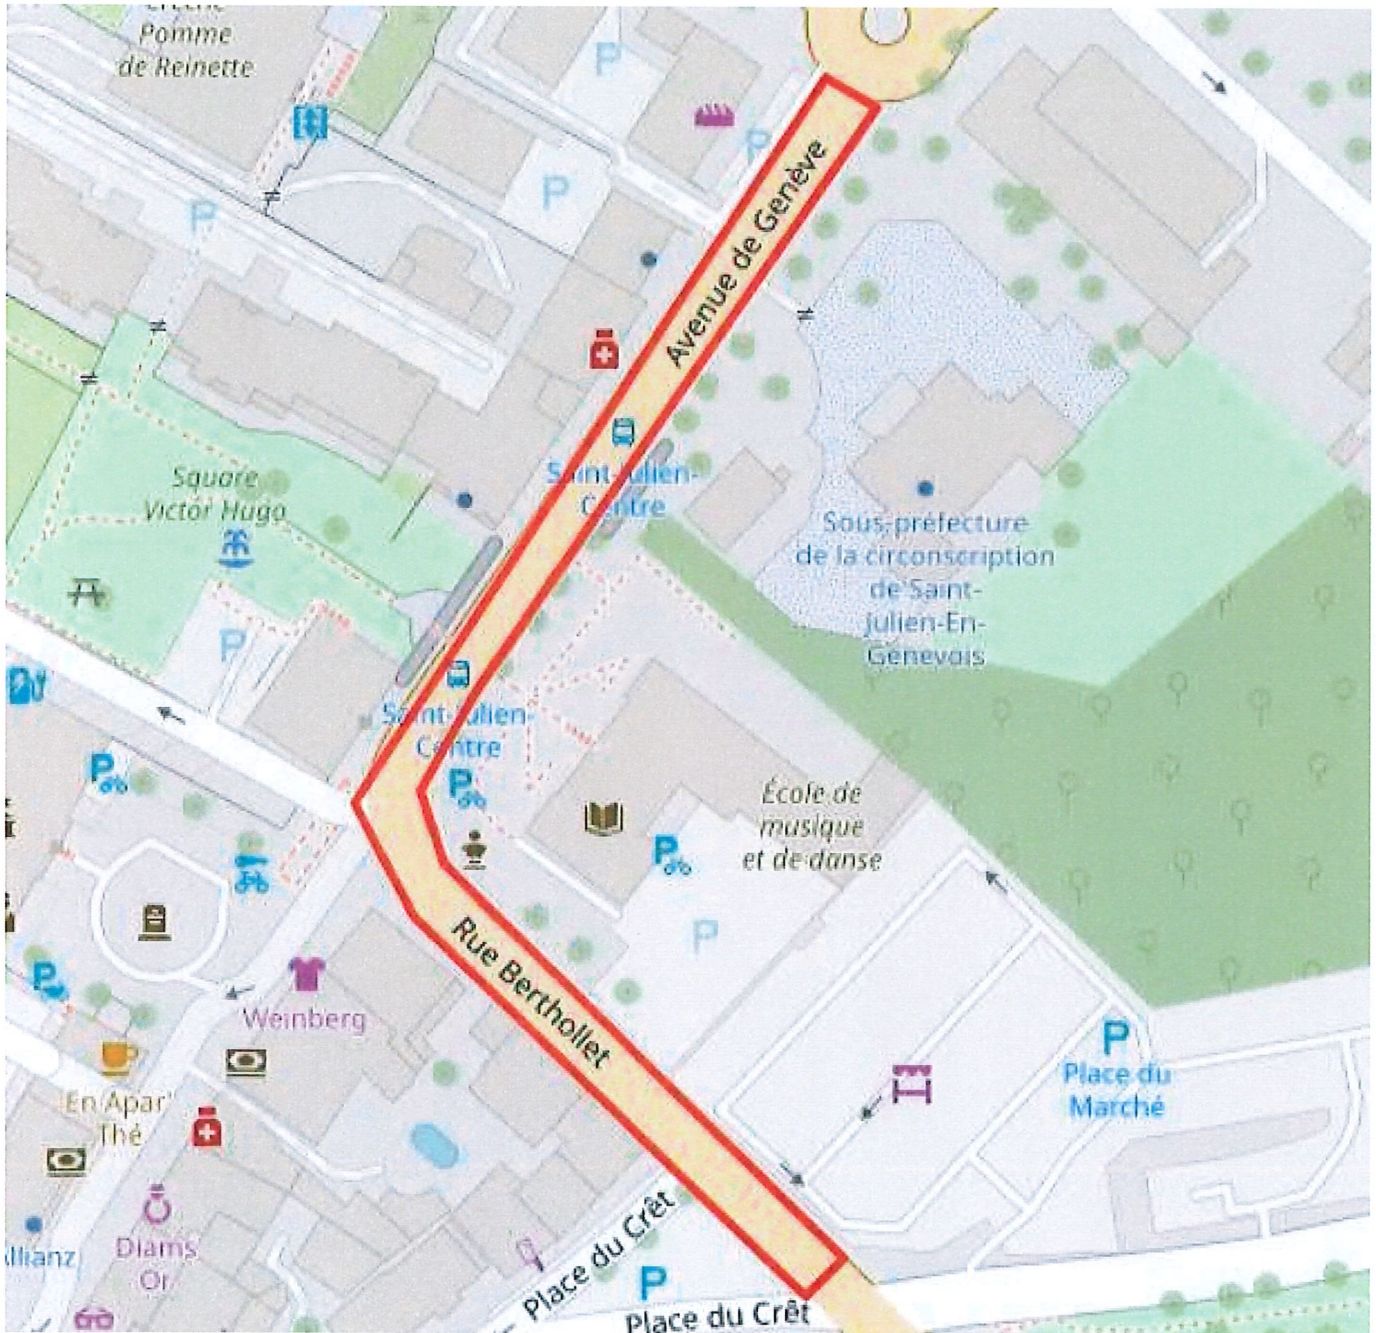 Pomme
de Reinette
P
P
P
P
Avenue de Genève
Saint-Julien-
Centre
Square
Victor Hugo
Sous-préfecture
de la circonscription
de Saint-
Julien-En-
Genevois
P
Saint-Julien-
Centre
P
P
École de
musique
et de danse
P
P
Rue Berthollet
P
Weinberg
P
Place du
Marché
En Apar'
Thé
Diams
Or
Allianz
Place du Crêt
P
Place du Crêt